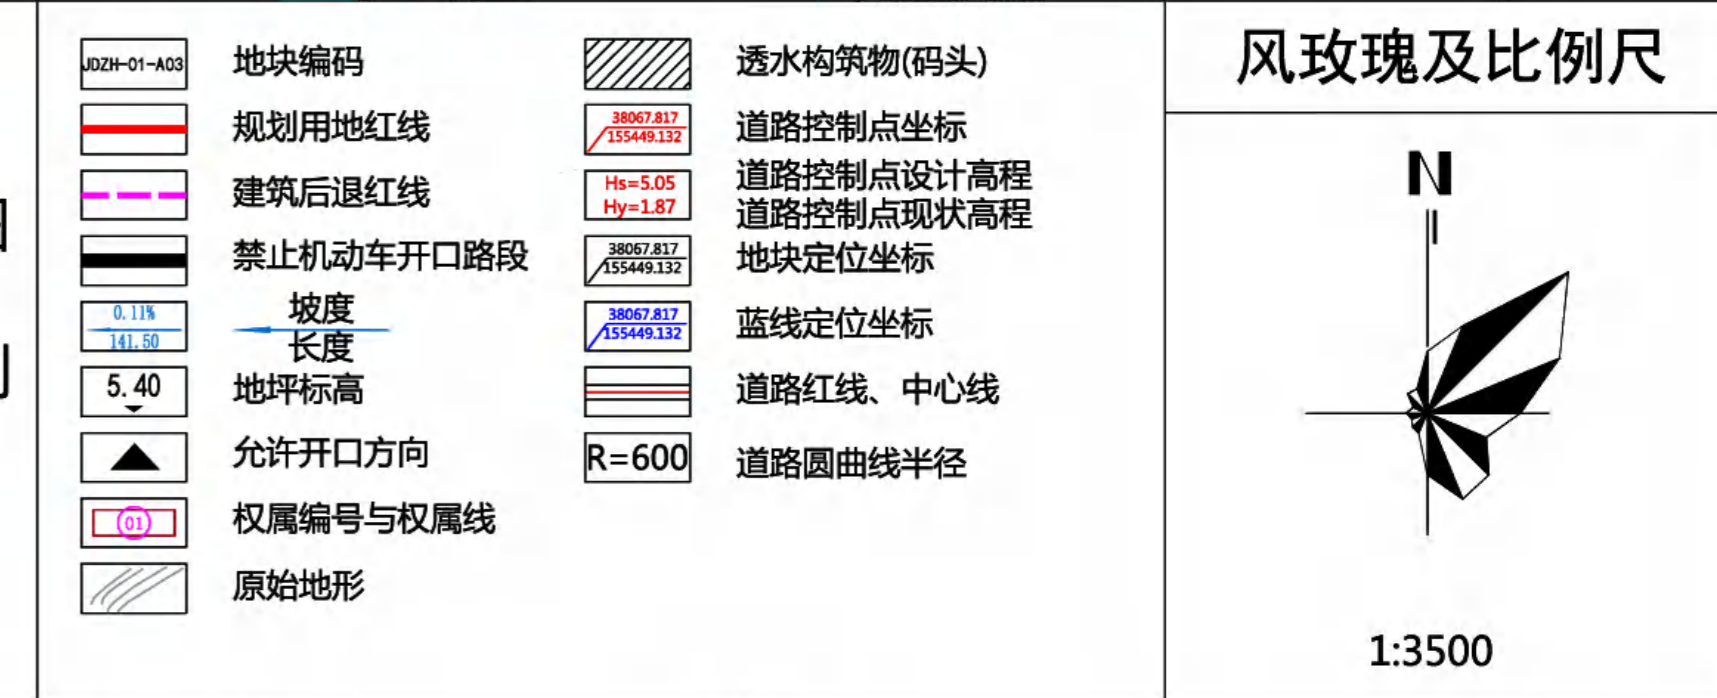 JDZH-01-A03 地块编码
规划用地红线
建筑后退红线
禁止机动车开口路段
0.11% 坡度
141.50 长度
5.40 地坪标高
允许开口方向
01 权属编号与权属线
原始地形
透水构筑物(码头)
38067.817
155449.132
道路控制点坐标
Hs=5.05 道路控制点设计高程
Hy=1.87 道路控制点现状高程
38067.817
155449.132
地块定位坐标
38067.817
155449.132
蓝线定位坐标
道路红线、中心线
R=600 道路圆曲线半径
风玫瑰及比例尺
N
1:3500